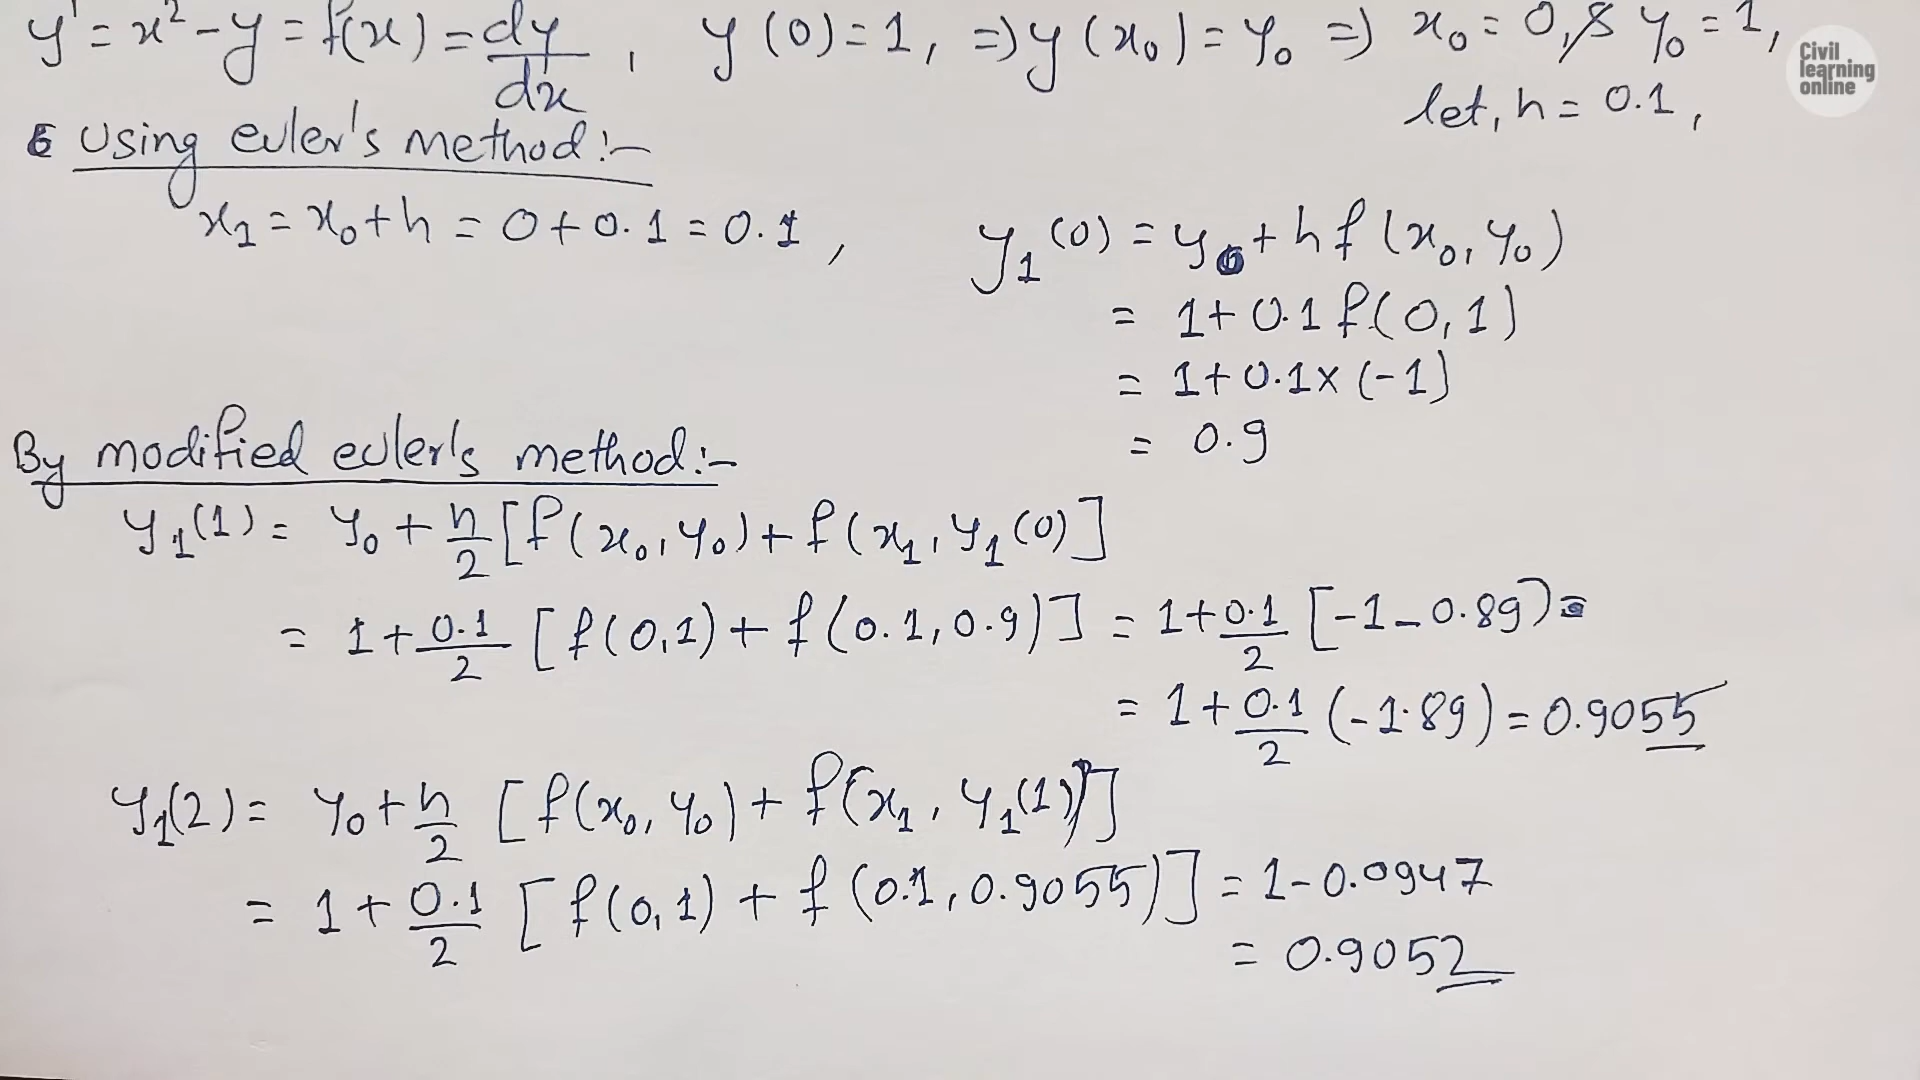 y' = x² - y = f(x) = dy/dx , y (0) = 1, ⇒ y (x₀) = y₀ ⇒ x₀ = 0, & y₀ = 1,
let, h = 0.1 ,
Civil
learning
online
Using euler's method:-
x₁ = x₀ + h = 0 + 0.1 = 0.1 ,
y₁(0) = y₀ + h f (x₀, y₀)
= 1 + 0.1 f(0, 1)
= 1 + 0.1 x (-1)
= 0.9
By modified euler's method:-
y₁(1) = y₀ + h/2 [f(x₀, y₀) + f (x₁, y₁(0)]
= 1 + 0.1/2 [f(0,1) + f(0.1, 0.9)] = 1 + 0.1/2 [-1 - 0.89) =
= 1 + 0.1/2 (-1.89) = 0.9055
y₁(2) = y₀ + h/2 [f(x₀, y₀) + f(x₁, y₁(1))]
= 1 + 0.1/2 [f(0, 1) + f (0.1, 0.9055)] = 1 - 0.0947
= 0.9052